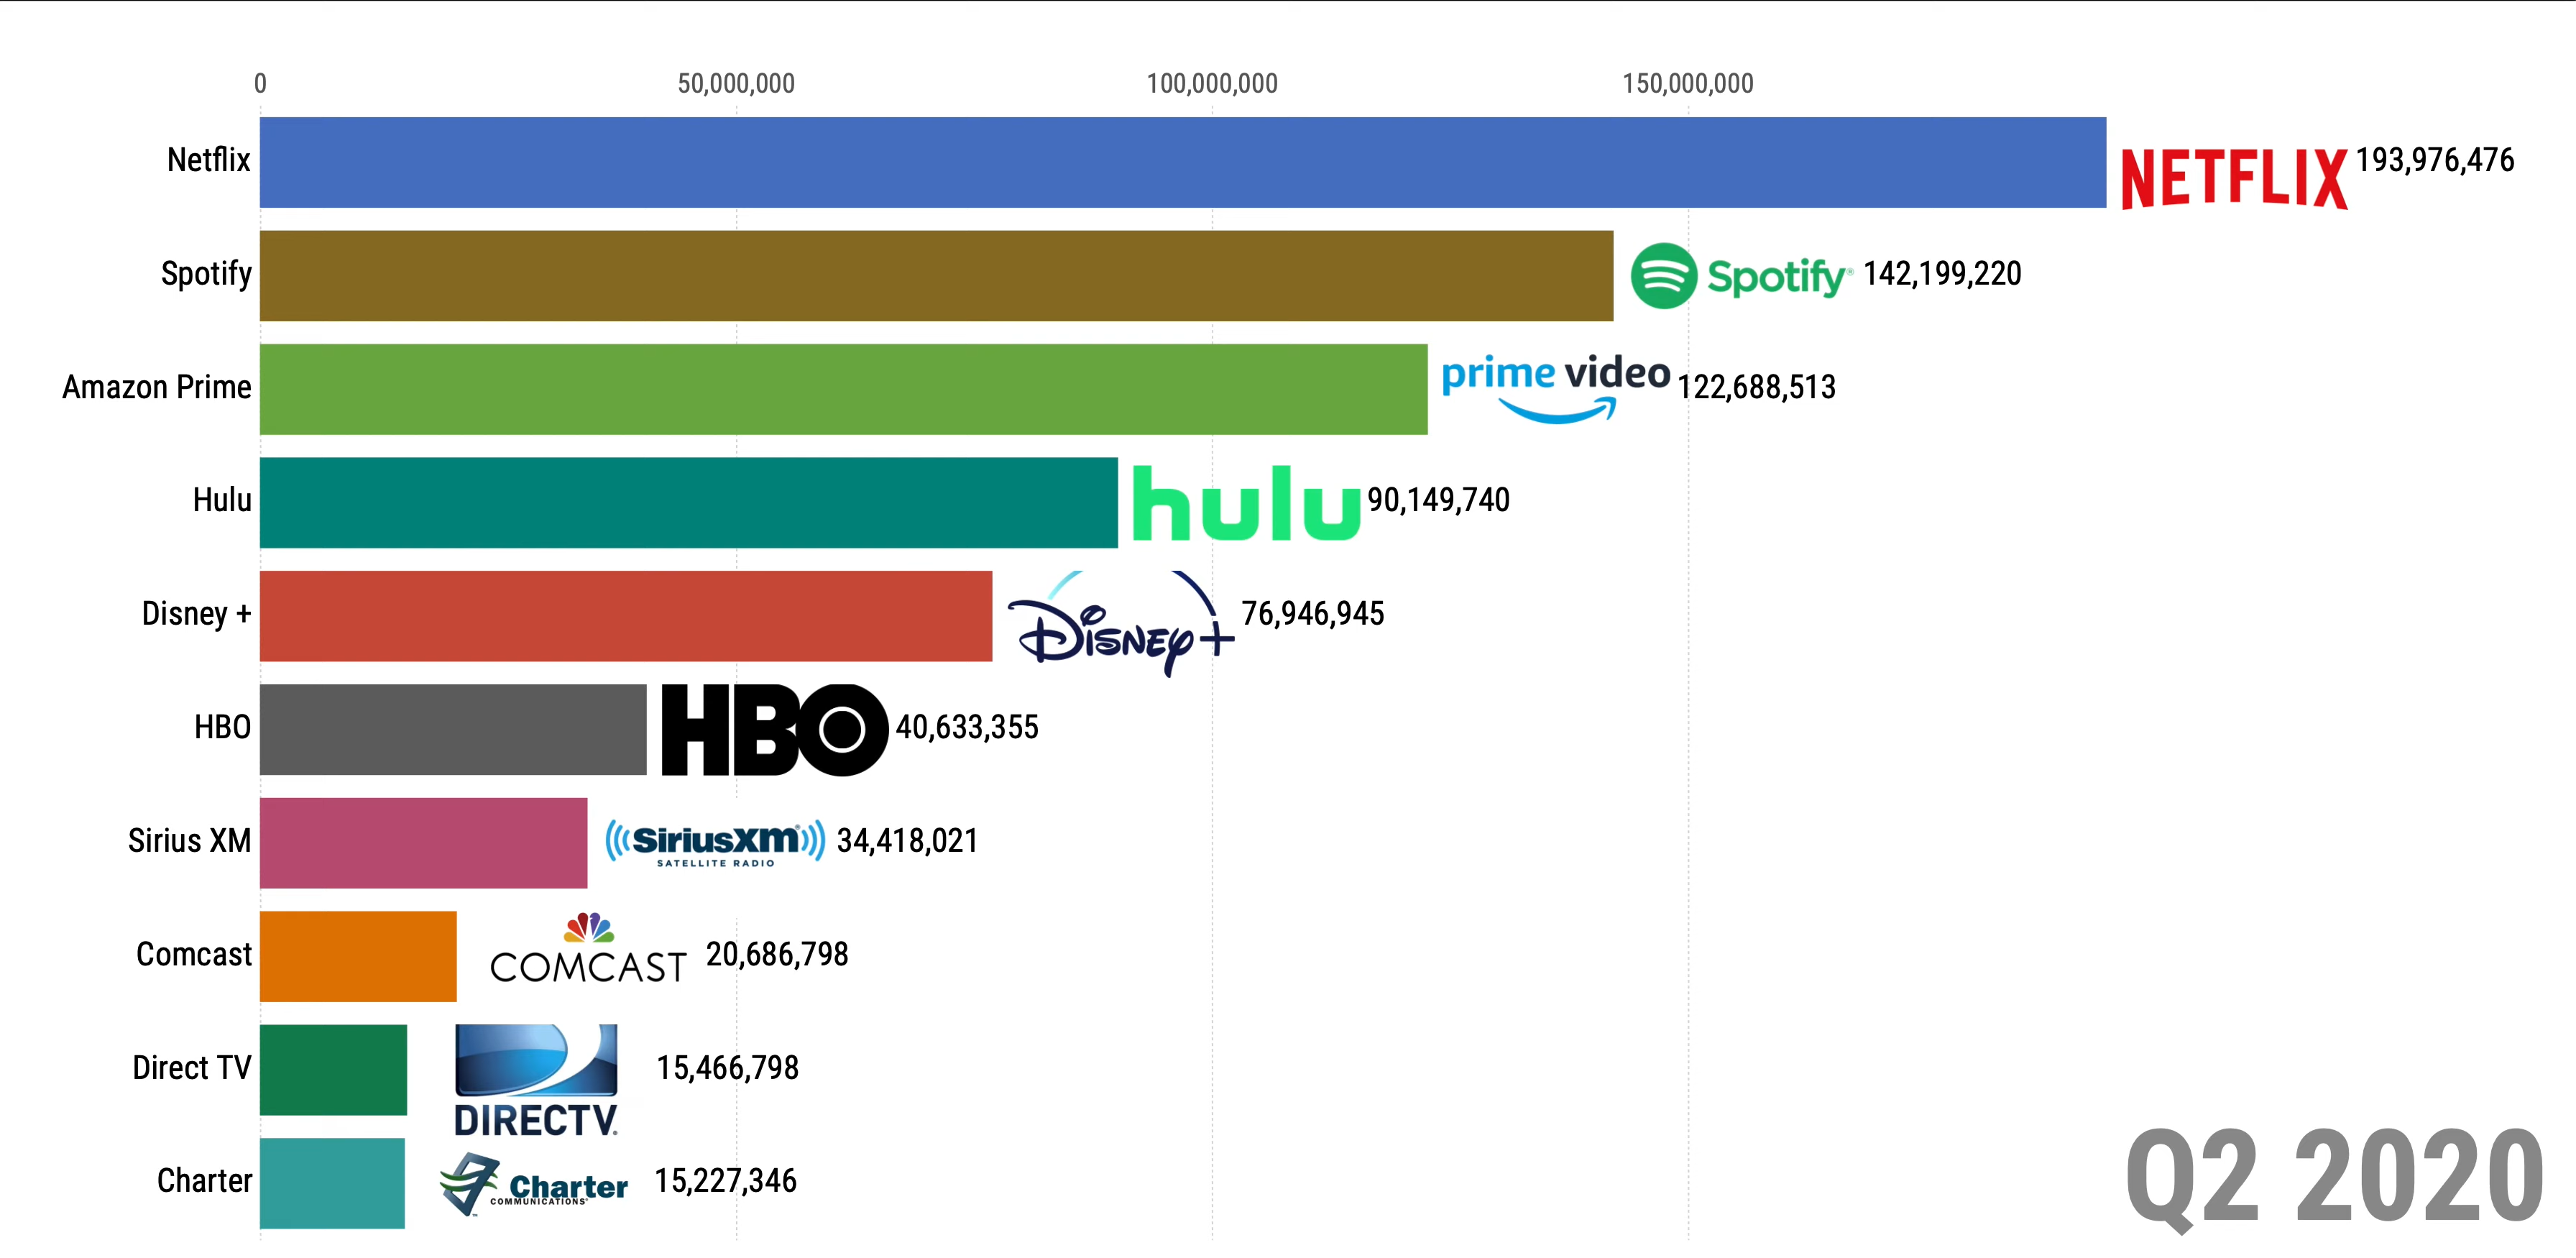 0 50,000,000 100,000,000 150,000,000
Netflix NETFLIX 193,976,476
Spotify Spotify® 142,199,220
Amazon Prime prime video 122,688,513
Hulu hulu 90,149,740
Disney + Disney+ 76,946,945
HBO HBO 40,633,355
Sirius XM SiriusXM 34,418,021
SATELLITE RADIO
Comcast COMCAST 20,686,798
Direct TV DIRECTV 15,466,798
Charter Charter 15,227,346
COMMUNICATIONS
Q2 2020